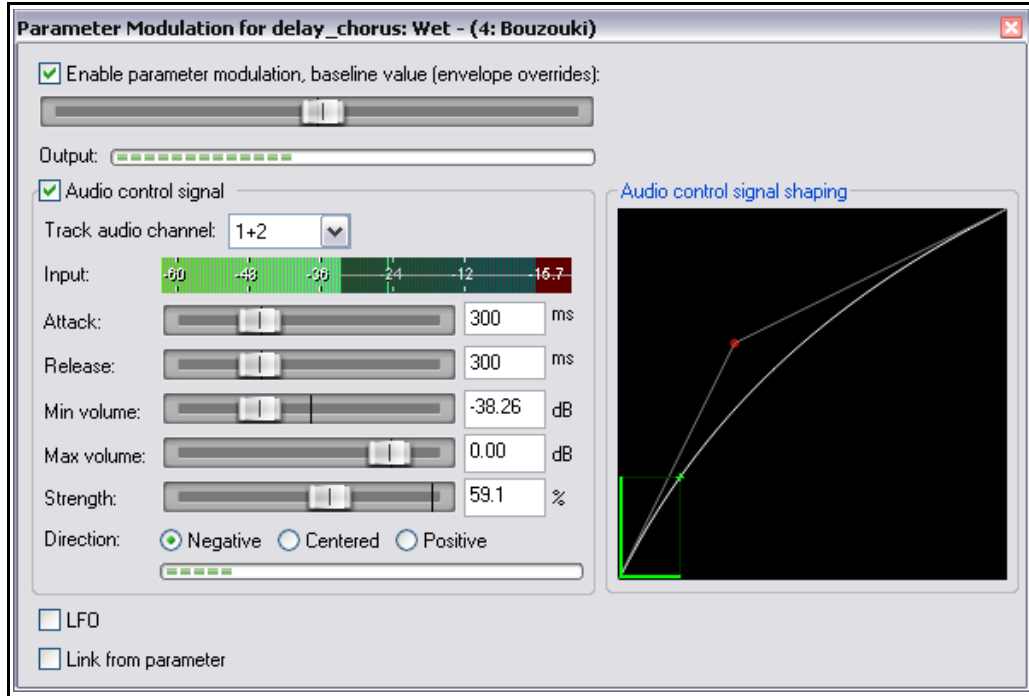 Parameter Modulation for delay_chorus: Wet - (4: Bouzouki)
Enable parameter modulation, baseline value (envelope overrides):
Output:
Audio control signal
Track audio channel: 1+2
Input: -60 -48 -36 -24 -12 -15.7
Attack: 300 ms
Release: 300 ms
Min volume: -38.26 dB
Max volume: 0.00 dB
Strength: 59.1 %
Direction: Negative Centered Positive
Audio control signal shaping
LFO
Link from parameter